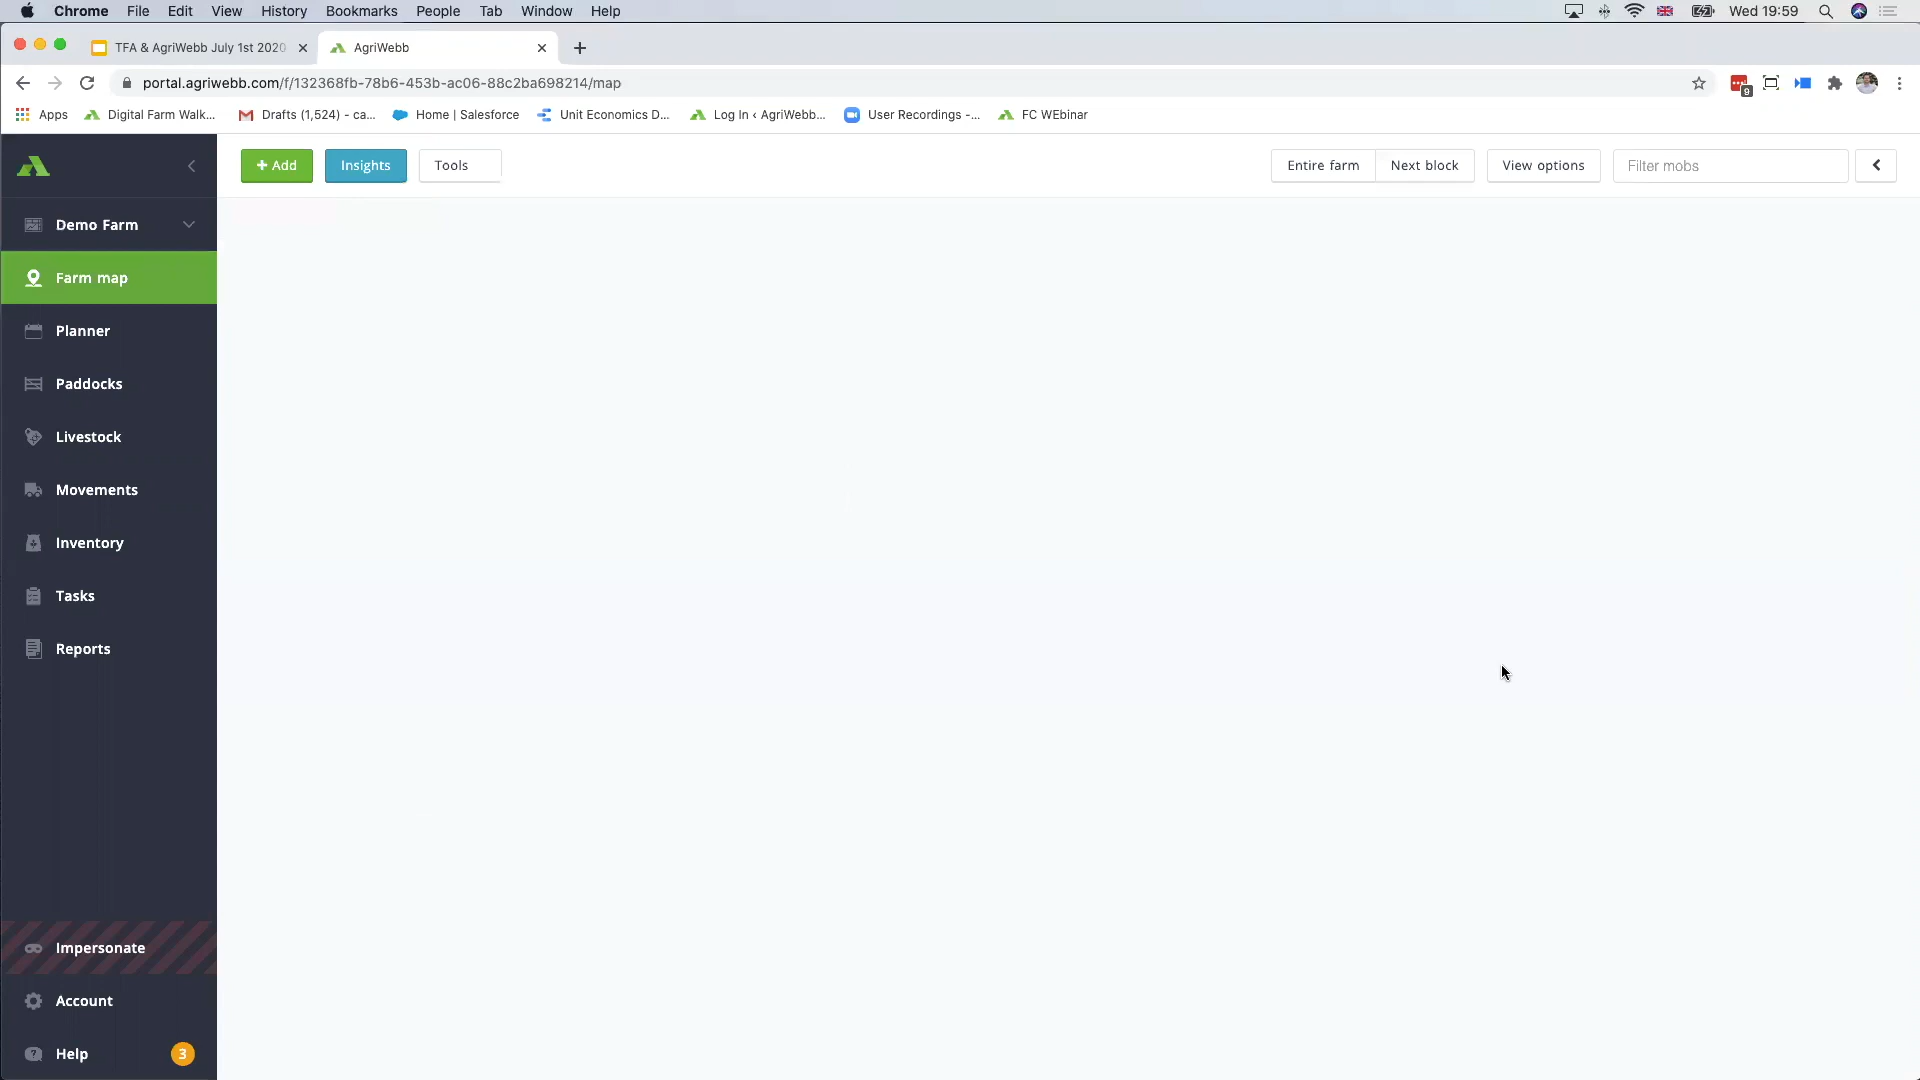 Chrome File Edit View History Bookmarks People Tab Window Help Wed 19:59
TFA & AgriWebb July 1st 2020 AgriWebb
portal.agriwebb.com/f/132368fb-78b6-453b-ac06-88c2ba698214/map 9
Apps Digital Farm Walk... Drafts (1,524) - ca... Home | Salesforce Unit Economics D... Log In ‹ AgriWebb... User Recordings -... FC WEbinar
+ Add Insights Tools Entire farm Next block View options Filter mobs
Demo Farm
Farm map
Planner
Paddocks
Livestock
Movements
Inventory
Tasks
Reports
Impersonate
Account
Help 3